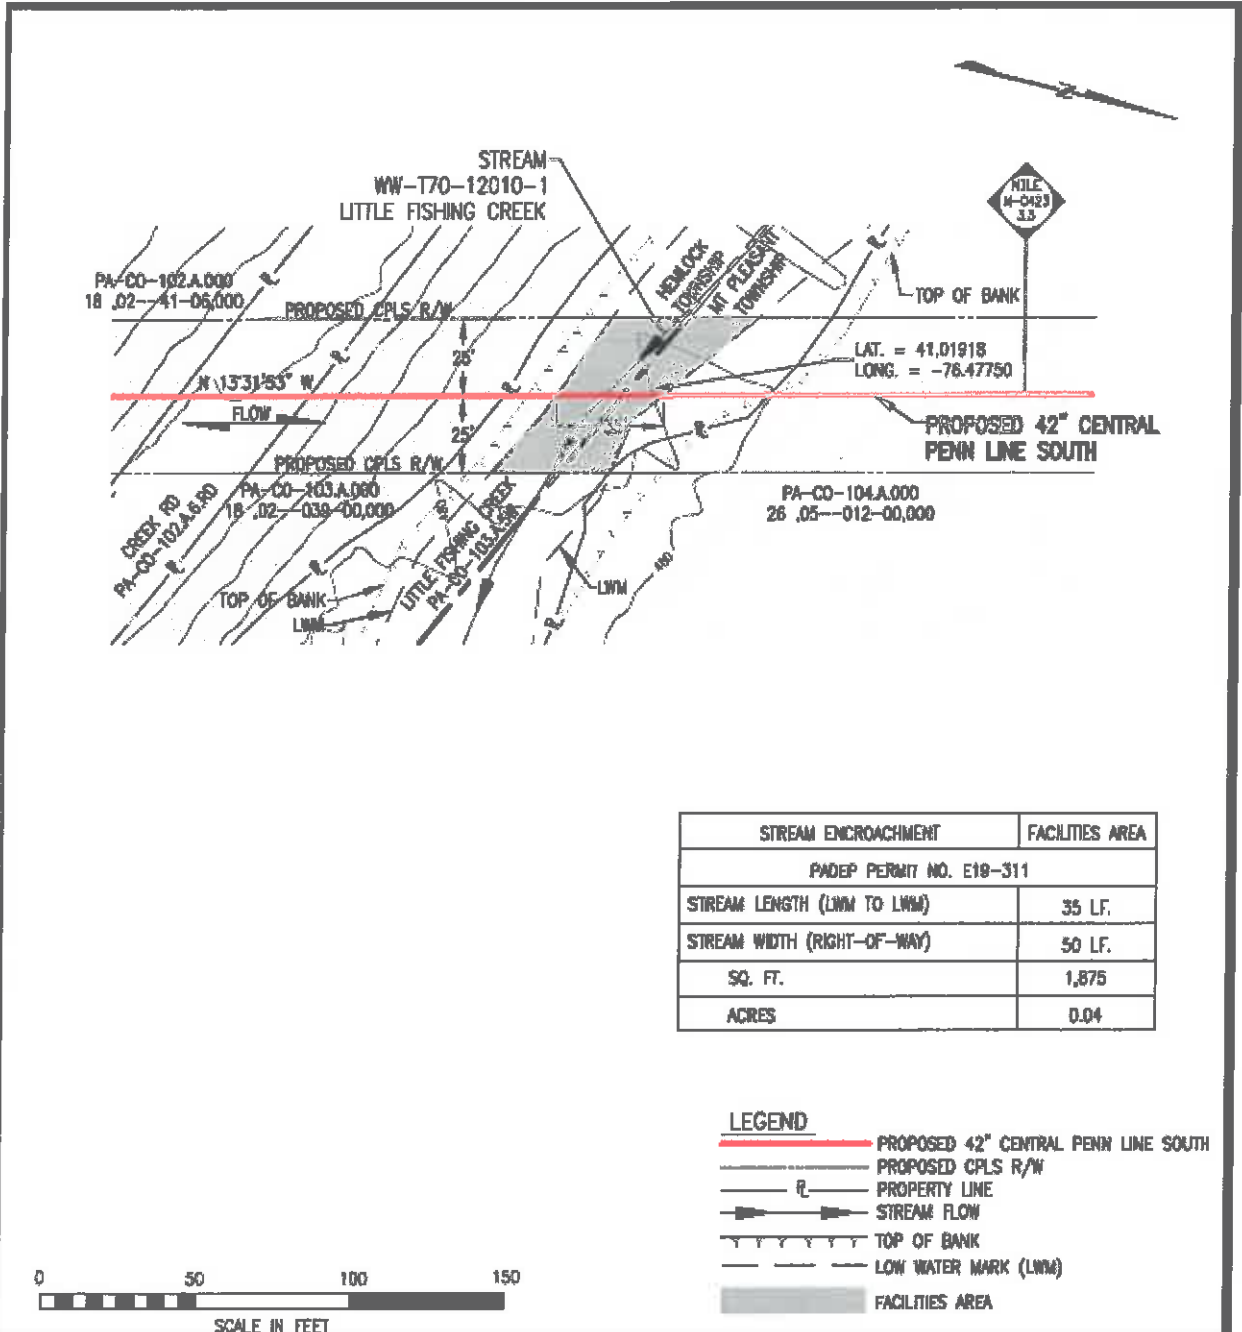 N
STREAM
WW-T70-12010-1
LITTLE FISHING CREEK
MILE
M-0423
3.3
HEMLOCK
TOWNSHIP
MT PLEASANT
TOWNSHIP
PA-CO-102.A.000
18 ,02--41-06,000
PROPOSED CPLS R/W
TOP OF BANK
LAT. = 41,01918
LONG. = -76.47750
25'
N 13°31'53" W
FLOW
25'
PROPOSED 42" CENTRAL
PENN LINE SOUTH
PROPOSED CPLS R/W
PA-CO-103.A.000
18 ,02--039-00,000
PA-CO-104.A.000
26 ,05--012-00,000
CREEK RD
PA-CO-102.A.6.RD
LITTLE FISHING CREEK
TOP OF BANK
LWM
LWM
480
STREAM ENCROACHMENT FACILITIES AREA
PADEP PERMIT NO. E19-311
STREAM LENGTH (LWM TO LWM) 35 LF.
STREAM WIDTH (RIGHT-OF-WAY) 50 LF.
SQ. FT. 1,875
ACRES 0.04
LEGEND
PROPOSED 42" CENTRAL PENN LINE SOUTH
PROPOSED CPLS R/W
PL PROPERTY LINE
STREAM FLOW
TOP OF BANK
LOW WATER MARK (LWM)
FACILITIES AREA
0 50 100 150
SCALE IN FEET